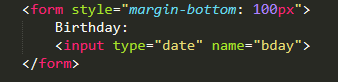 <form style="margin-bottom: 100px">
Birthday:
<input type="date" name="bday">
</form>